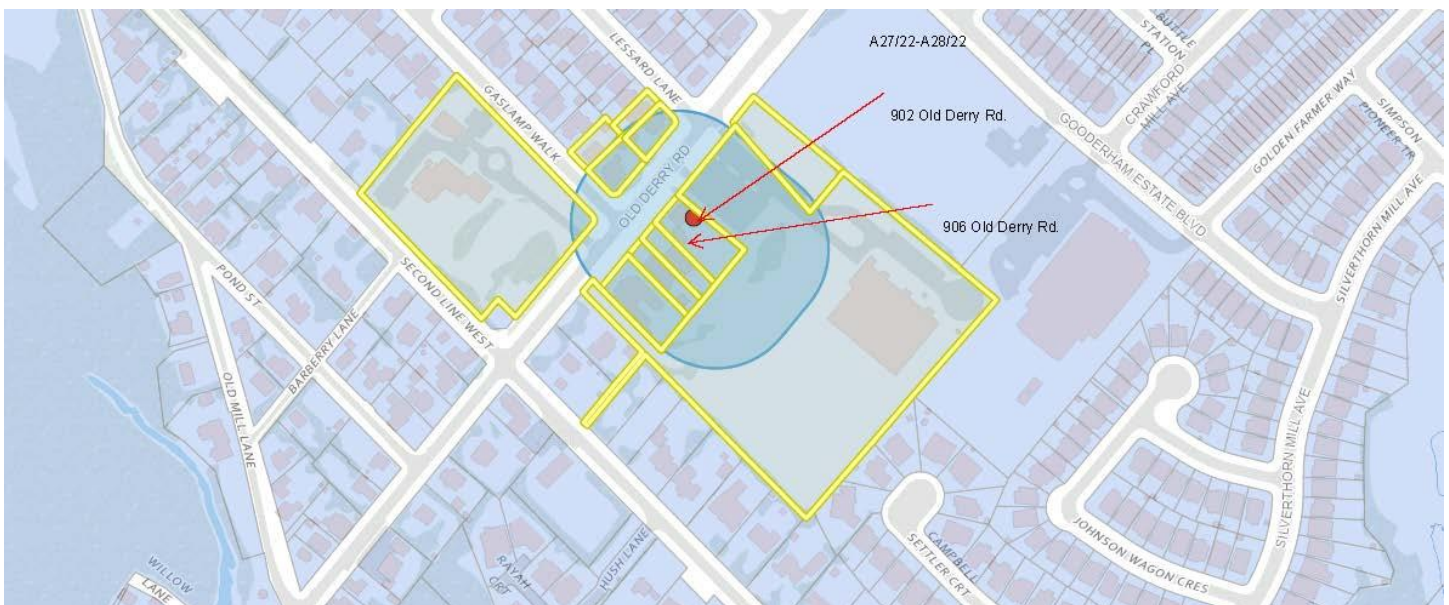 A27/22-A28/22
902 Old Derry Rd.
906 Old Derry Rd.
LESSARD LANE
GASLAMP WALK
OLD DERRY RD
SECOND LINE WEST
POND ST
BARBERRY LANE
OLD MILL LANE
WILLOW
LANE
RAYAH
CRT
HUSH LANE
CAMPBELL
SETTLER CRT
JOHNSON WAGON CRES
SILVERTHORN MILL AVE
SILVERTHORN MILL AVE
GOODERHAM ESTATE BLVD
GOLDEN FARMER WAY
SIMPSON
PIONEER TR
CRAWFORD
MILL AVE
STATION